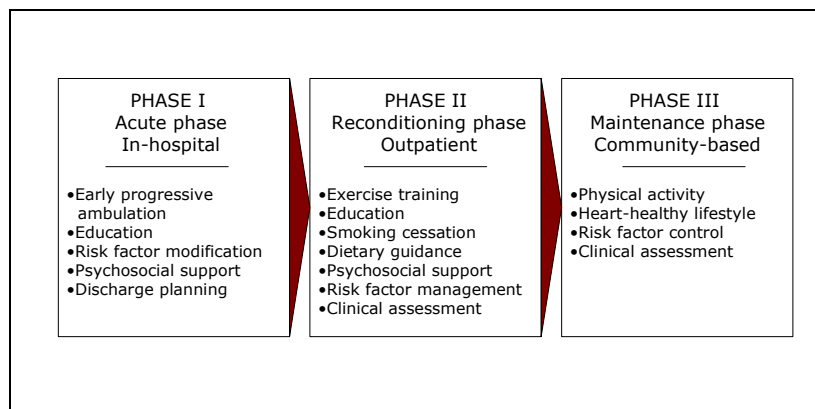 PHASE I
Acute phase
In-hospital
•Early progressive
ambulation
•Education
•Risk factor modification
•Psychosocial support
•Discharge planning
PHASE II
Reconditioning phase
Outpatient
•Exercise training
•Education
•Smoking cessation
•Dietary guidance
•Psychosocial support
•Risk factor management
•Clinical assessment
PHASE III
Maintenance phase
Community-based
•Physical activity
•Heart-healthy lifestyle
•Risk factor control
•Clinical assessment